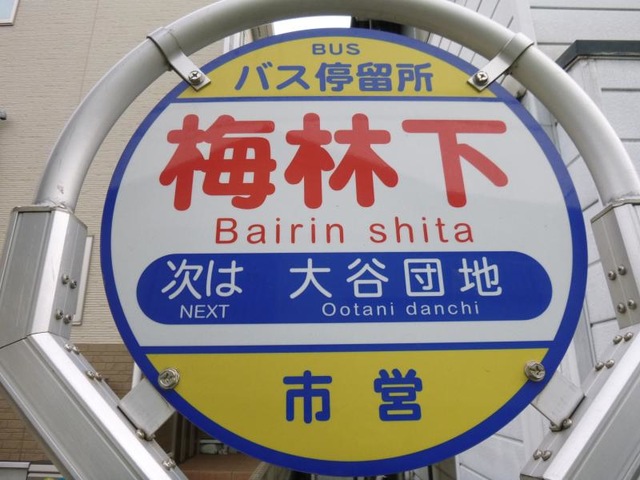 BUS
バス停留所
梅林下
Bairin shita
次は 大谷団地
NEXT Ootani danchi
市営